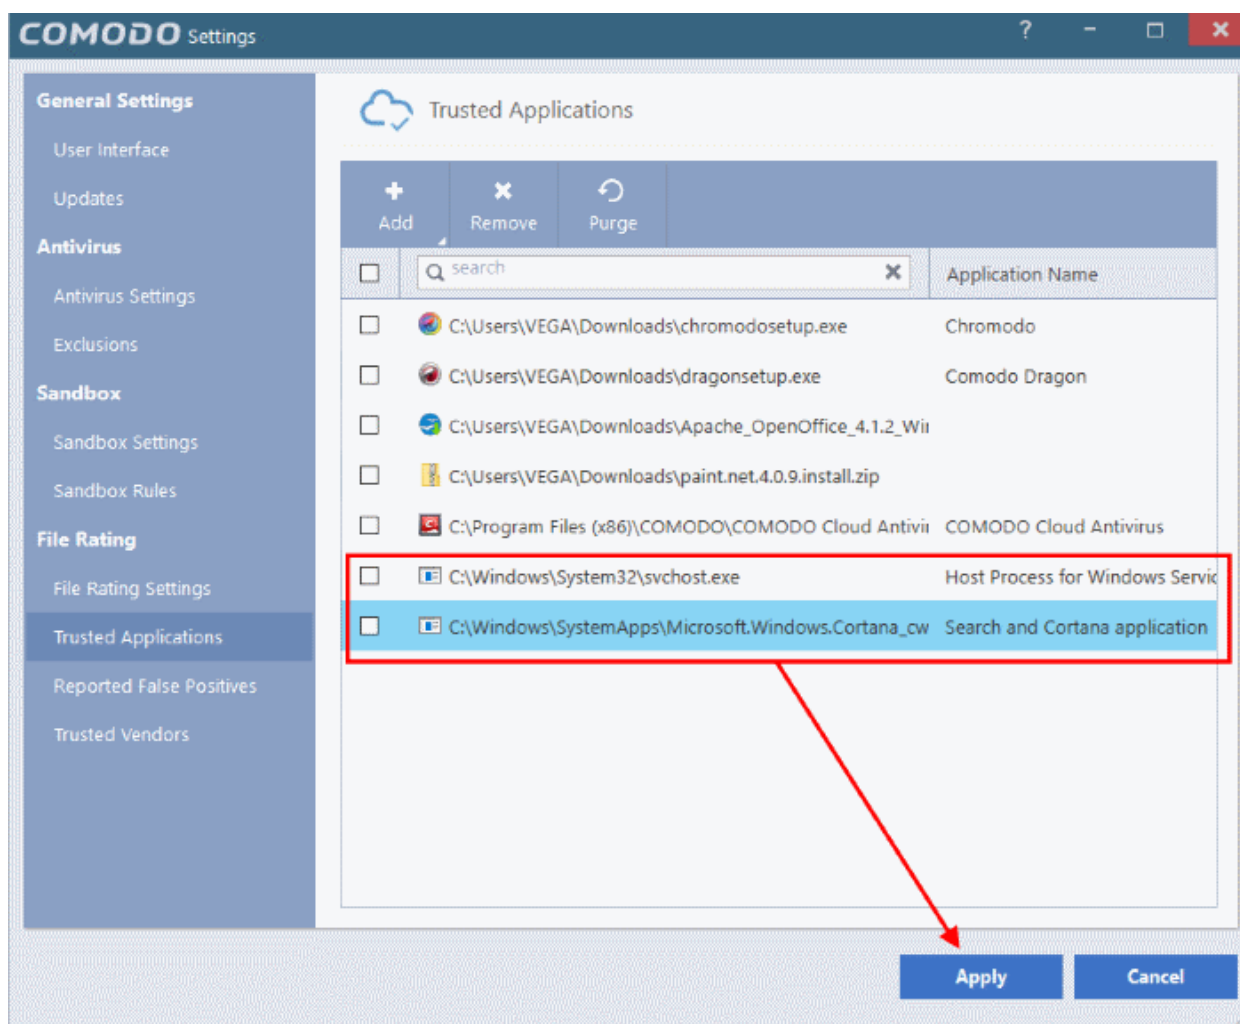 COMODO Settings
?
General Settings
User Interface
Updates
Antivirus
Antivirus Settings
Exclusions
Sandbox
Sandbox Settings
Sandbox Rules
File Rating
File Rating Settings
Trusted Applications
Reported False Positives
Trusted Vendors
Trusted Applications
Add Remove Purge
search Application Name
C:\Users\VEGA\Downloads\chromodosetup.exe Chromodo
C:\Users\VEGA\Downloads\dragonsetup.exe Comodo Dragon
C:\Users\VEGA\Downloads\Apache_OpenOffice_4.1.2_Wi
C:\Users\VEGA\Downloads\paint.net.4.0.9.install.zip
C:\Program Files (x86)\COMODO\COMODO Cloud Antivi COMODO Cloud Antivirus
C:\Windows\System32\svchost.exe Host Process for Windows Servic
C:\Windows\SystemApps\Microsoft.Windows.Cortana_cw Search and Cortana application
Apply Cancel